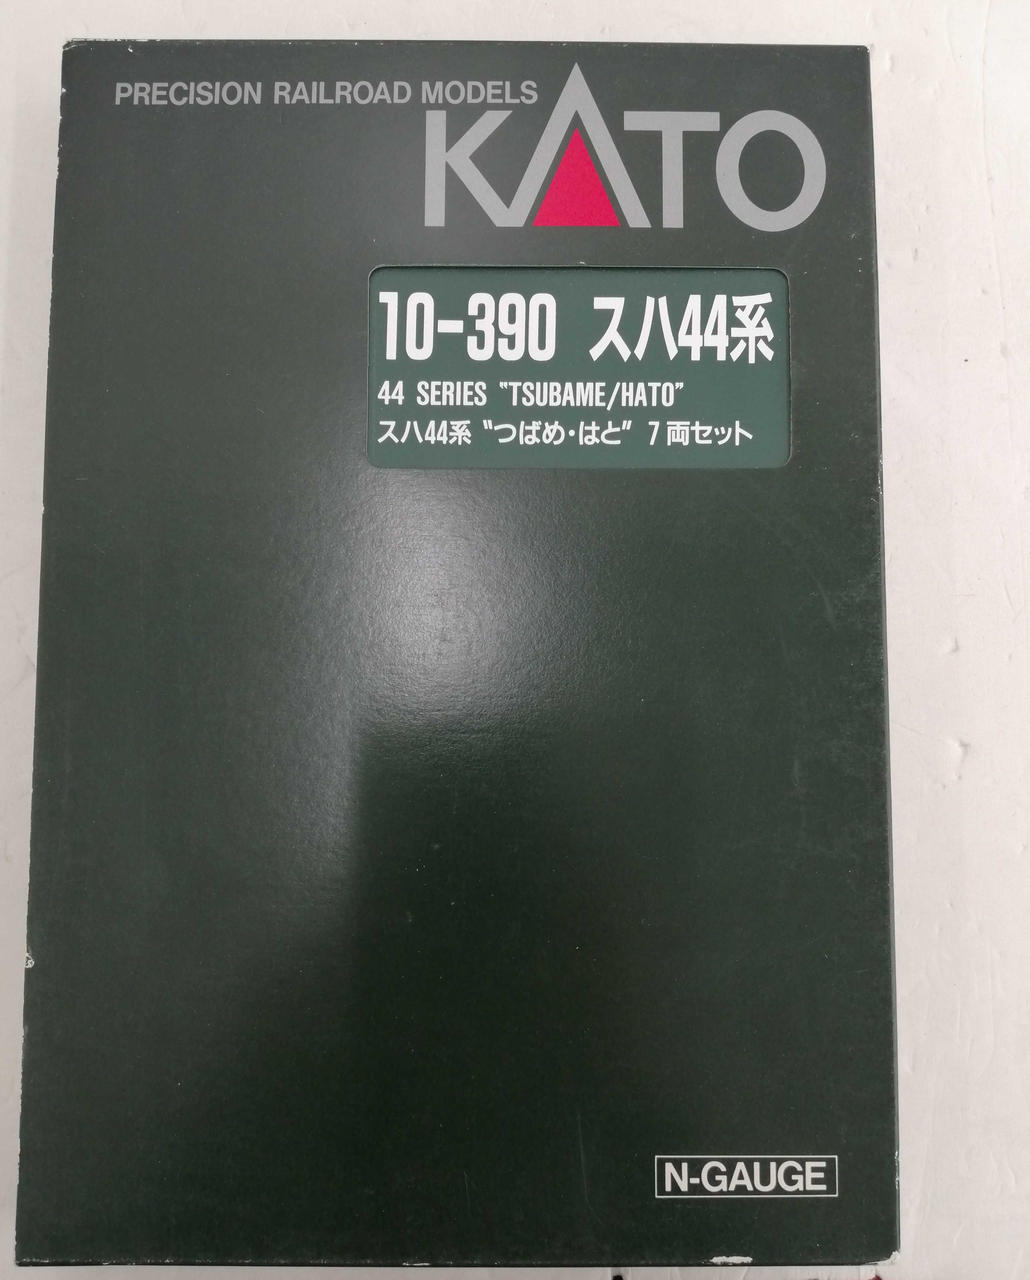 PRECISION RAILROAD MODELS
KATO
10-390 スハ44系
44 SERIES "TSUBAME/HATO"
スハ44系 "つばめ・はと" 7両セット
N-GAUGE